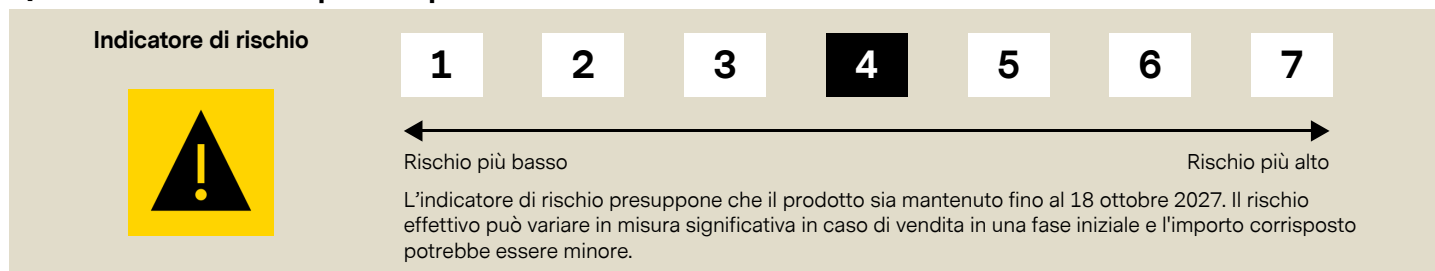 Indicatore di rischio
1 2 3 4 5 6 7
Rischio più basso Rischio più alto
L'indicatore di rischio presuppone che il prodotto sia mantenuto fino al 18 ottobre 2027. Il rischio
effettivo può variare in misura significativa in caso di vendita in una fase iniziale e l'importo corrisposto
potrebbe essere minore.